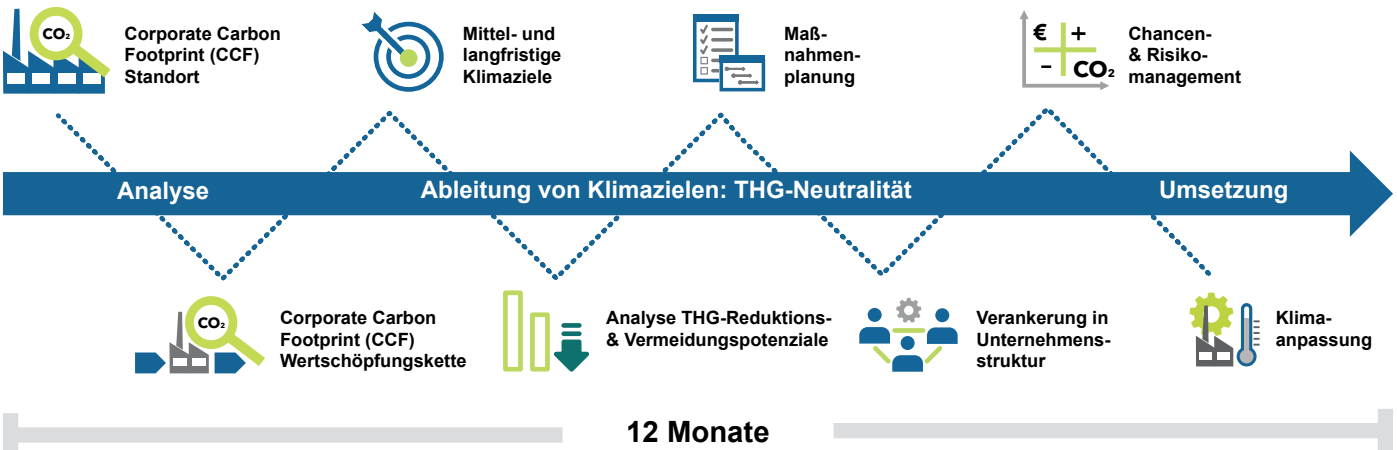 CO₂
Corporate Carbon
Footprint (CCF)
Standort
Mittel- und
langfristige
Klimaziele
Maß-
nahmen-
planung
€ +
– CO₂
Chancen-
& Risiko-
management
Analyse
Ableitung von Klimazielen: THG-Neutralität
Umsetzung
CO₂
Corporate Carbon
Footprint (CCF)
Wertschöpfungskette
Analyse THG-Reduktions-
& Vermeidungspotenziale
Verankerung in
Unternehmens-
struktur
Klima-
anpassung
12 Monate